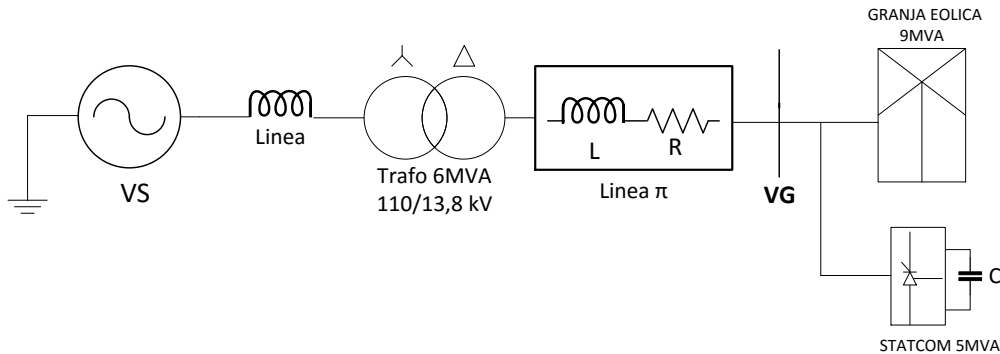 GRANJA EOLICA
9MVA
Linea
VS
Trafo 6MVA
110/13,8 kV
L
R
Linea π
VG
C
STATCOM 5MVA